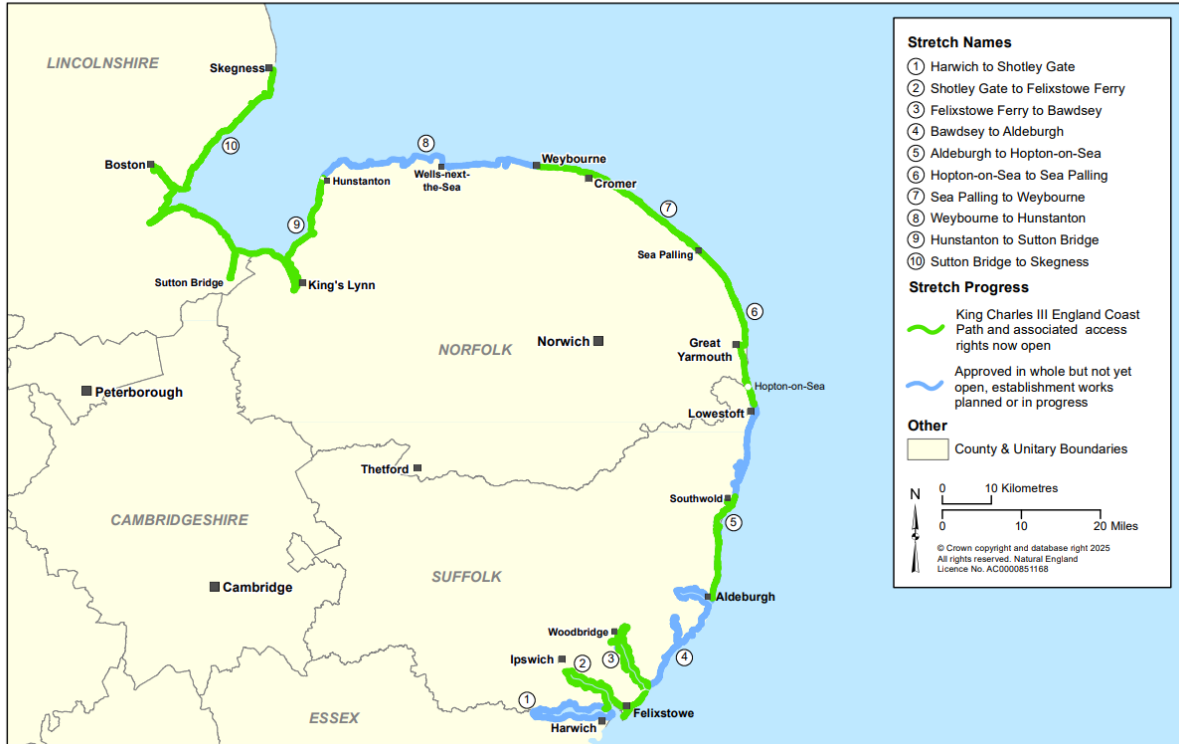 LINCOLNSHIRE
Skegness
10
Boston
8
Weybourne
Hunstanton
Wells-next-
the-Sea
Cromer
9
7
Sea Palling
Sutton Bridge
King's Lynn
6
NORFOLK
Norwich
Great
Yarmouth
Peterborough
Hopton-on-Sea
Lowestoft
Thetford
Southwold
5
CAMBRIDGESHIRE
SUFFOLK
Cambridge
Aldeburgh
Woodbridge
Ipswich
2
3
4
1
Felixstowe
ESSEX
Harwich
Stretch Names
1 Harwich to Shotley Gate
2 Shotley Gate to Felixstowe Ferry
3 Felixstowe Ferry to Bawdsey
4 Bawdsey to Aldeburgh
5 Aldeburgh to Hopton-on-Sea
6 Hopton-on-Sea to Sea Palling
7 Sea Palling to Weybourne
8 Weybourne to Hunstanton
9 Hunstanton to Sutton Bridge
10 Sutton Bridge to Skegness
Stretch Progress
King Charles III England Coast
Path and associated access
rights now open
Approved in whole but not yet
open, establishment works
planned or in progress
Other
County & Unitary Boundaries
N
0 10 Kilometres
0 10 20 Miles
© Crown copyright and database right 2025
All rights reserved. Natural England
Licence No. AC0000851168